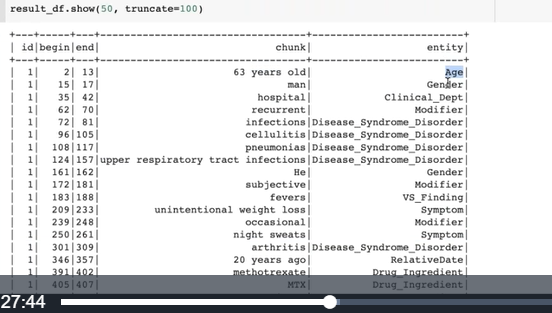 result_df.show(50, truncate=100)
+---+-----+---+--------------------------------+-------------------------+
| id|begin|end| chunk| entity|
+---+-----+---+--------------------------------+-------------------------+
| 1| 2| 13| 63 years old| Age|
| 1| 15| 17| man| Gender|
| 1| 35| 42| hospital| Clinical_Dept|
| 1| 62| 70| recurrent| Modifier|
| 1| 72| 81| infections|Disease_Syndrome_Disorder|
| 1| 96|105| cellulitis|Disease_Syndrome_Disorder|
| 1| 108|117| pneumonias|Disease_Syndrome_Disorder|
| 1| 124|157|upper respiratory tract infections|Disease_Syndrome_Disorder|
| 1| 161|162| He| Gender|
| 1| 172|181| subjective| Modifier|
| 1| 183|188| fevers| VS_Finding|
| 1| 209|233| unintentional weight loss| Symptom|
| 1| 239|248| occasional| Modifier|
| 1| 250|261| night sweats| Symptom|
| 1| 301|309| arthritis|Disease_Syndrome_Disorder|
| 1| 346|357| 20 years ago| RelativeDate|
| 1| 391|402| methotrexate| Drug_Ingredient|
| 1| 405|407| MTX| Drug_Ingredient|
27:44